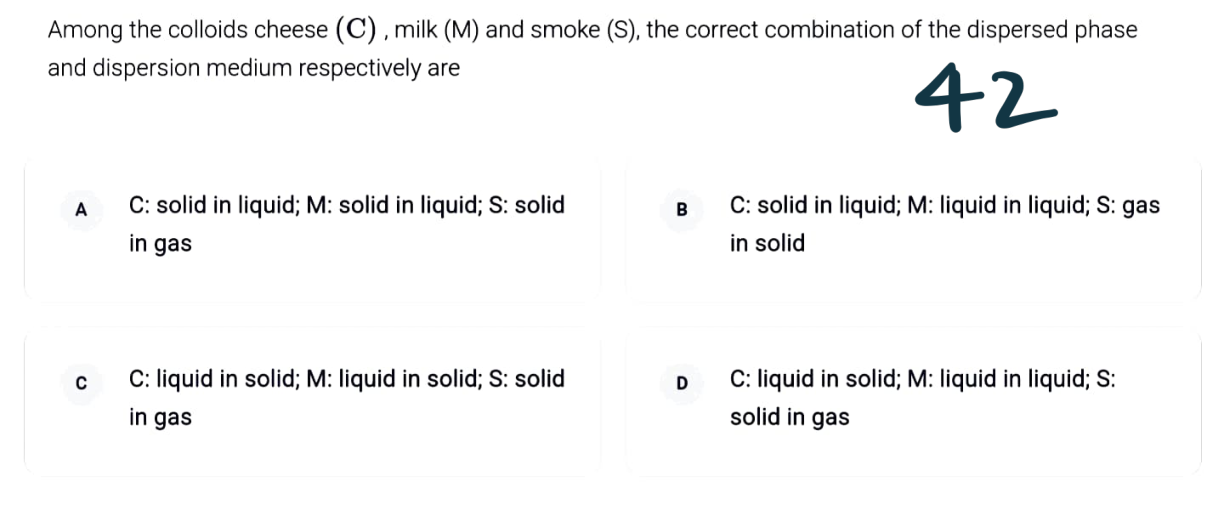 Among the colloids cheese (C) , milk (M) and smoke (S), the correct combination of the dispersed phase
and dispersion medium respectively are
42
A C: solid in liquid; M: solid in liquid; S: solid
in gas
B C: solid in liquid; M: liquid in liquid; S: gas
in solid
C C: liquid in solid; M: liquid in solid; S: solid
in gas
D C: liquid in solid; M: liquid in liquid; S:
solid in gas